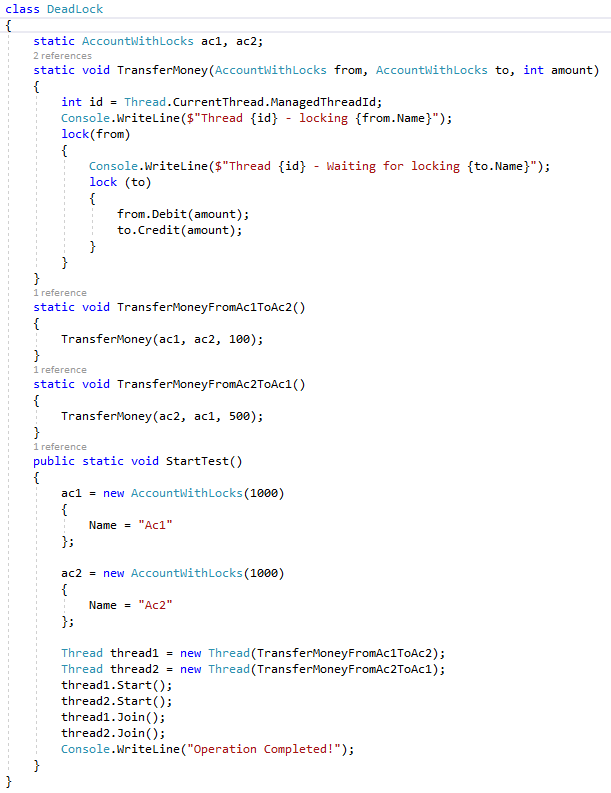 class DeadLock
{
    static AccountWithLocks ac1, ac2;
    2 references
    static void TransferMoney(AccountWithLocks from, AccountWithLocks to, int amount)
    {
        int id = Thread.CurrentThread.ManagedThreadId;
        Console.WriteLine($"Thread {id} - locking {from.Name}");
        lock(from)
        {
            Console.WriteLine($"Thread {id} - Waiting for locking {to.Name}");
            lock (to)
            {
                from.Debit(amount);
                to.Credit(amount);
            }
        }
    }
    1 reference
    static void TransferMoneyFromAc1ToAc2()
    {
        TransferMoney(ac1, ac2, 100);
    }
    1 reference
    static void TransferMoneyFromAc2ToAc1()
    {
        TransferMoney(ac2, ac1, 500);
    }
    1 reference
    public static void StartTest()
    {
        ac1 = new AccountWithLocks(1000)
        {
            Name = "Ac1"
        };

        ac2 = new AccountWithLocks(1000)
        {
            Name = "Ac2"
        };

        Thread thread1 = new Thread(TransferMoneyFromAc1ToAc2);
        Thread thread2 = new Thread(TransferMoneyFromAc2ToAc1);
        thread1.Start();
        thread2.Start();
        thread1.Join();
        thread2.Join();
        Console.WriteLine("Operation Completed!");
    }
}